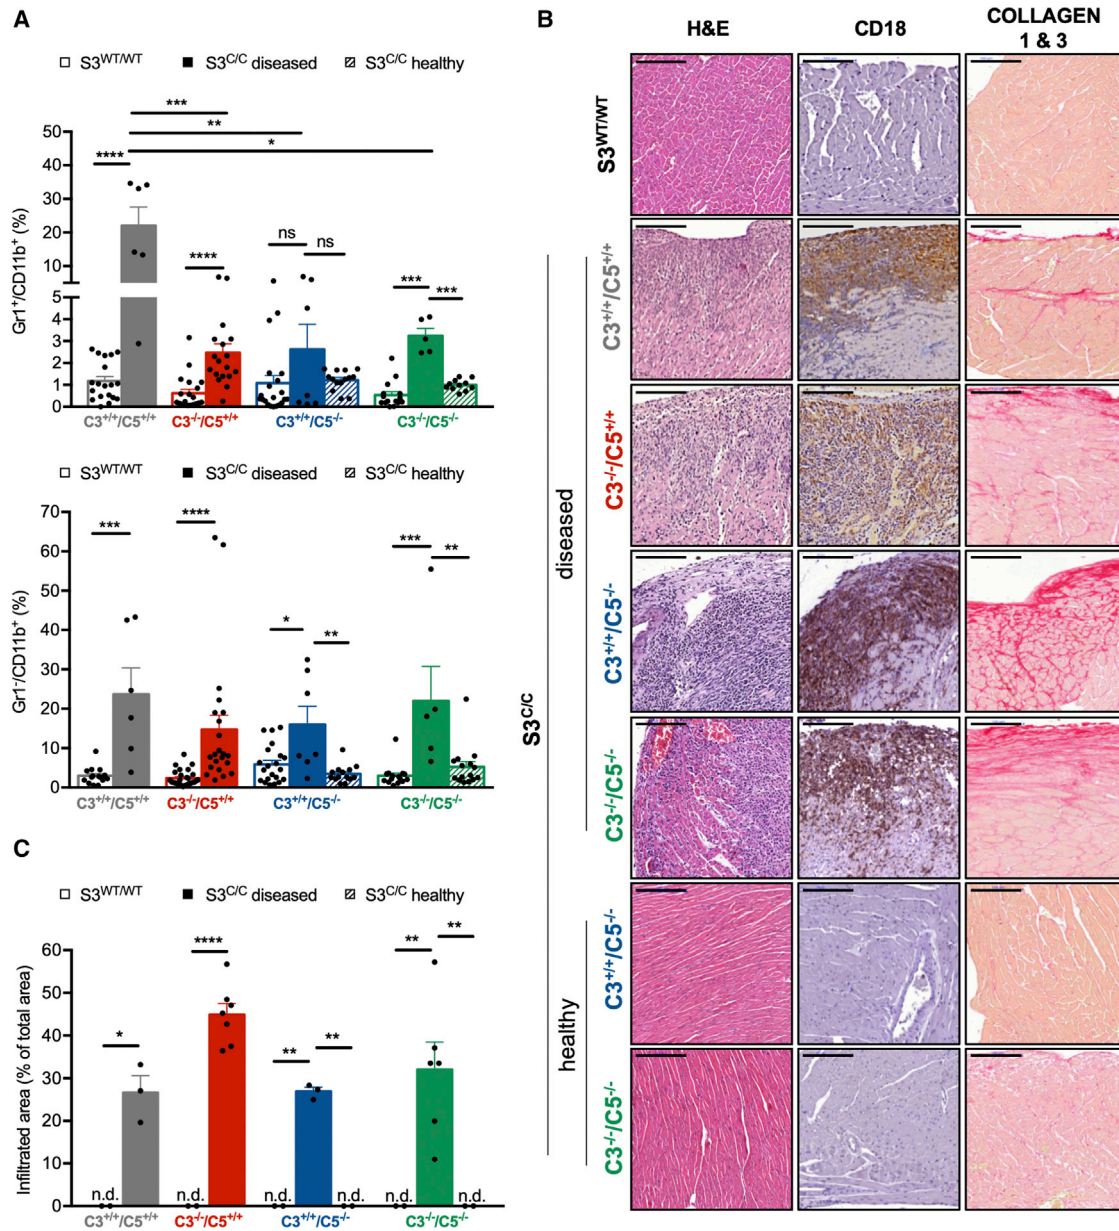 A
S3WT/WT S3C/C diseased S3C/C healthy
***
**
*
****
****
ns ns
*** ***
50
40
30
20
10
5
4
3
2
1
0
Gr1+/CD11b+ (%)
C3+/+/C5+/+ C3-/-/C5+/+ C3+/+/C5-/- C3-/-/C5-/-
S3WT/WT S3C/C diseased S3C/C healthy
*** **** * ** *** **
70
60
50
40
30
20
10
0
Gr1-/CD11b+ (%)
C3+/+/C5+/+ C3-/-/C5+/+ C3+/+/C5-/- C3-/-/C5-/-
C
S3WT/WT S3C/C diseased S3C/C healthy
* **** ** ** ** **
60
50
40
30
20
10
0
Infiltrated area (% of total area)
n.d. n.d. n.d. n.d. n.d. n.d.
C3+/+/C5+/+ C3-/-/C5+/+ C3+/+/C5-/- C3-/-/C5-/-
B
H&E CD18 COLLAGEN
1 & 3
S3WT/WT
S3C/C
diseased
C3+/+/C5+/+
C3-/-/C5+/+
C3+/+/C5-/-
C3-/-/C5-/-
healthy
C3+/+/C5-/-
C3-/-/C5-/-